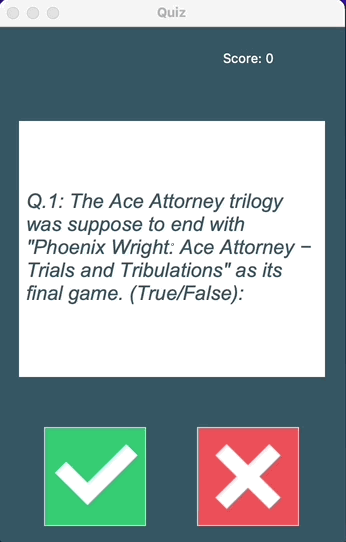 Quiz
Score: 0
Q.1: The Ace Attorney trilogy
was suppose to end with
"Phoenix Wright: Ace Attorney −
Trials and Tribulations" as its
final game. (True/False):